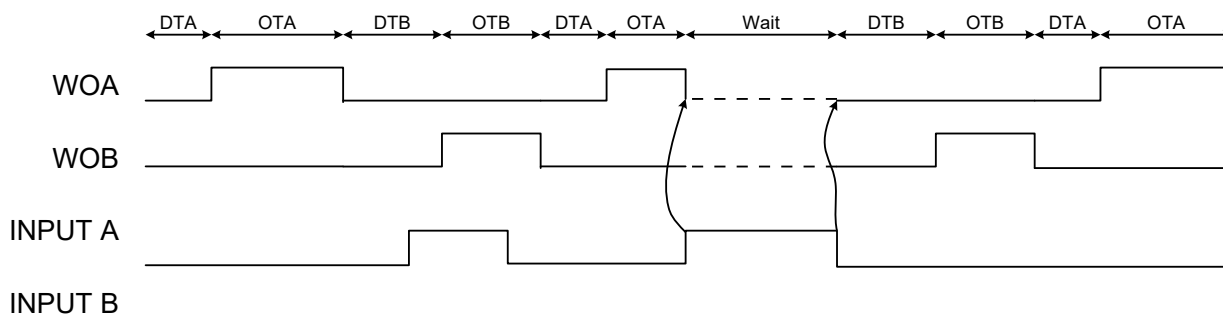 DTA OTA DTB OTB DTA OTA Wait DTB OTB DTA OTA
WOA
WOB
INPUT A
INPUT B